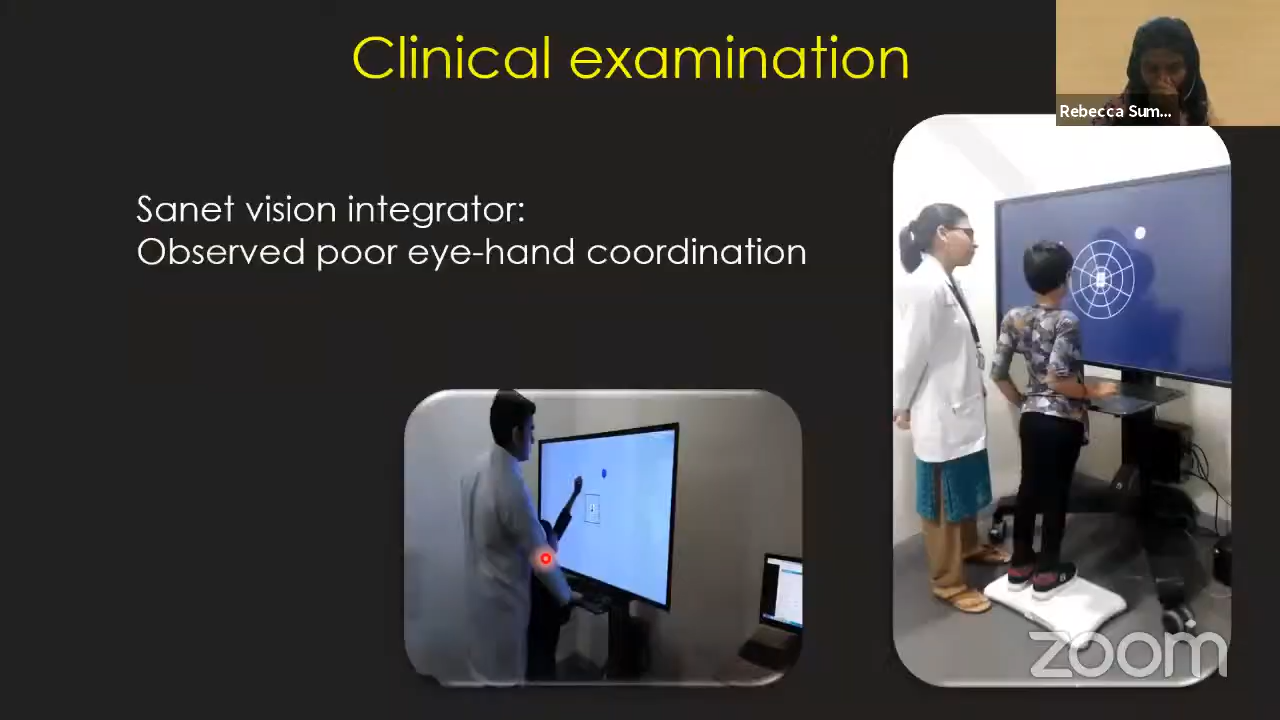 Clinical examination
Rebecca Sum...
Sanet vision integrator:
Observed poor eye-hand coordination
zoom